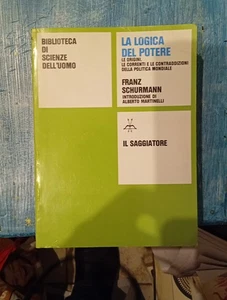 BIBLIOTECA
DI
SCIENZE
DELL'UOMO
LA LOGICA
DEL POTERE
LE ORIGINI,
LE CORRENTI E LE CONTRADDIZIONI
DELLA POLITICA MONDIALE
FRANZ
SCHURMANN
INTRODUZIONE DI
ALBERTO MARTINELLI
IL SAGGIATORE